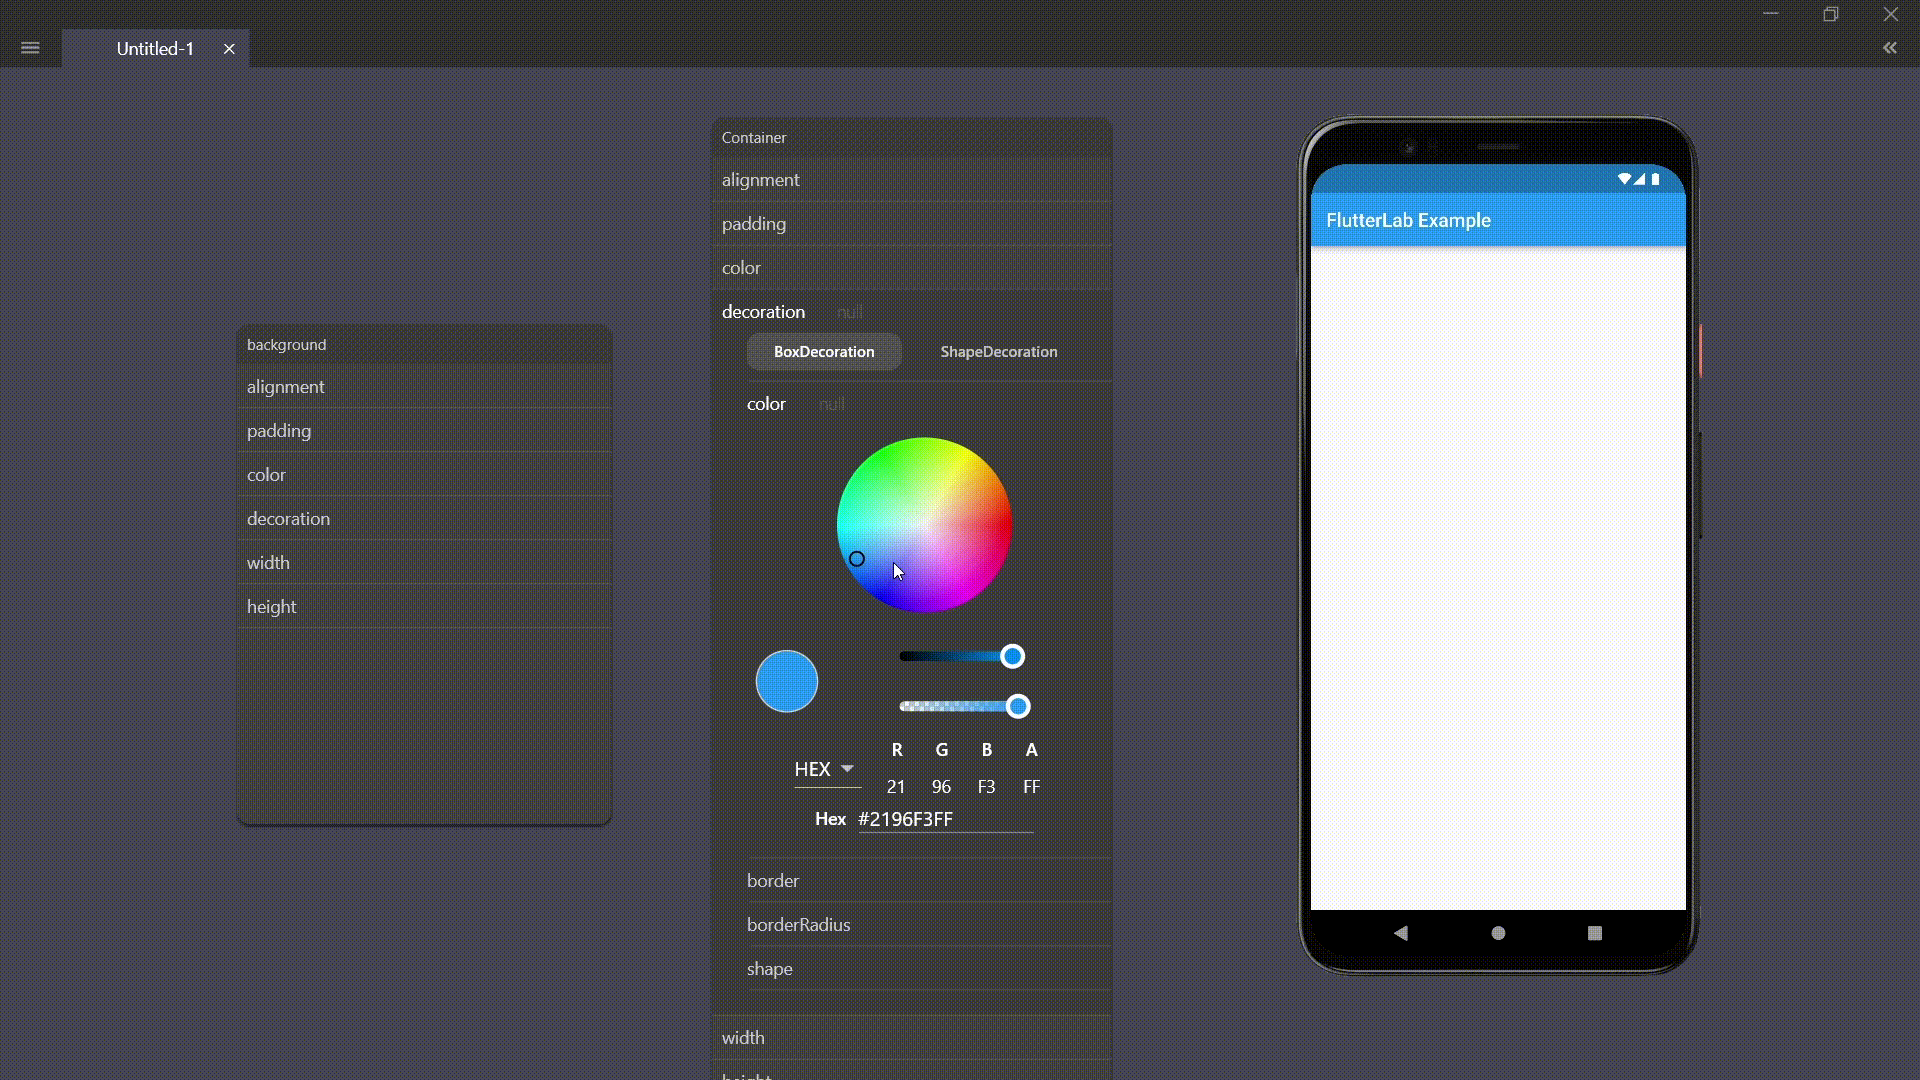 Untitled-1
background
alignment
padding
color
decoration
width
height
Container
alignment
padding
color
decoration null
BoxDecoration ShapeDecoration
color null
R G B A
HEX
21 96 F3 FF
Hex #2196F3FF
border
borderRadius
shape
width
height
FlutterLab Example